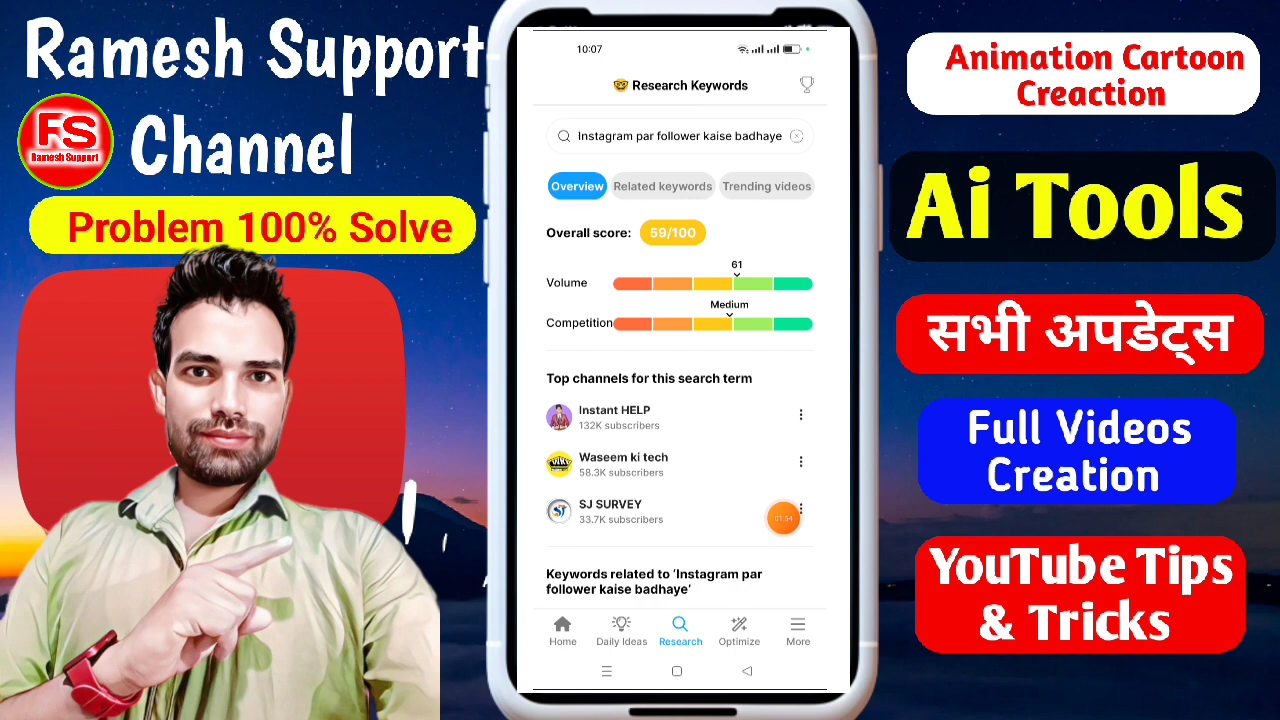 Ramesh Support
FS
Ramesh Support
Channel
Problem 100% Solve
10:07
🤓 Research Keywords
Instagram par follower kaise badhaye
Overview
Related keywords
Trending videos
Overall score: 59/100
61
Volume
Medium
Competition
Top channels for this search term
Instant HELP
132K subscribers
Waseem ki tech
58.3K subscribers
SJ SURVEY
33.7K subscribers
01:54
Keywords related to ‘Instagram par
follower kaise badhaye’
Home
Daily Ideas
Research
Optimize
More
Animation Cartoon
Creaction
Ai Tools
सभी अपडेट्स
Full Videos
Creation
YouTube Tips
& Tricks